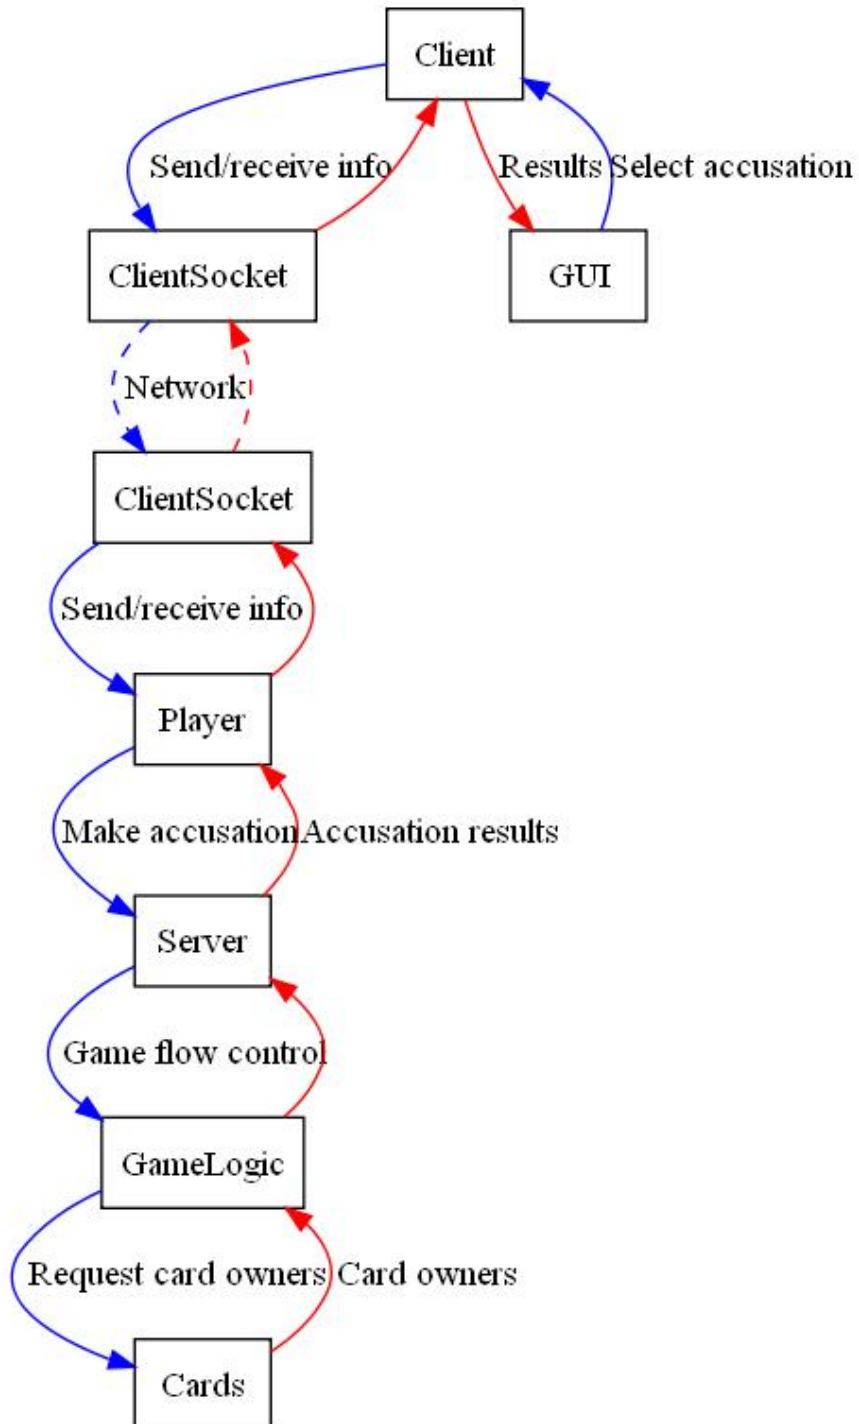 Client
Send/receive info
Results
Select accusation
ClientSocket
GUI
Network
ClientSocket
Send/receive info
Player
Make accusation
Accusation results
Server
Game flow control
GameLogic
Request card owners
Card owners
Cards